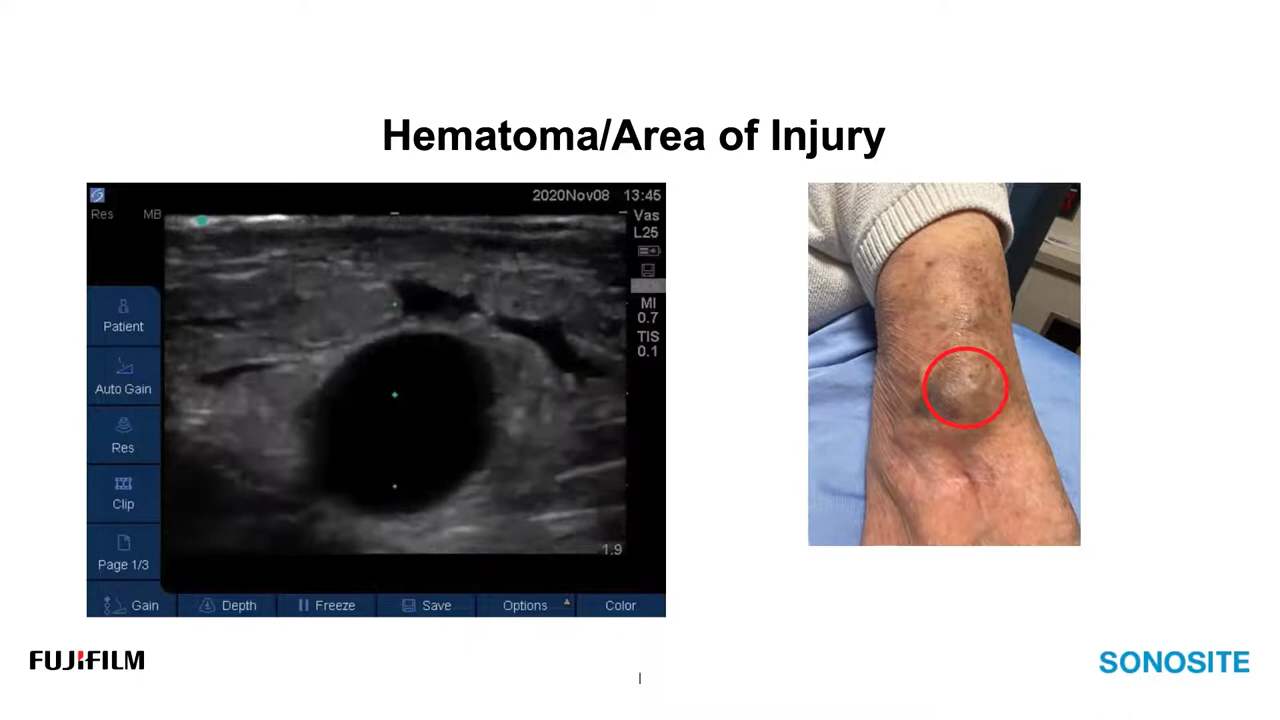 Hematoma/Area of Injury
2020Nov08 13:45
Res MB
Vas
L25
MI
0.7
TIS
0.1
Patient
Auto Gain
Res
Clip
Page 1/3
1.9
Gain Depth Freeze Save Options Color
FUJIFILM
SONOSITE